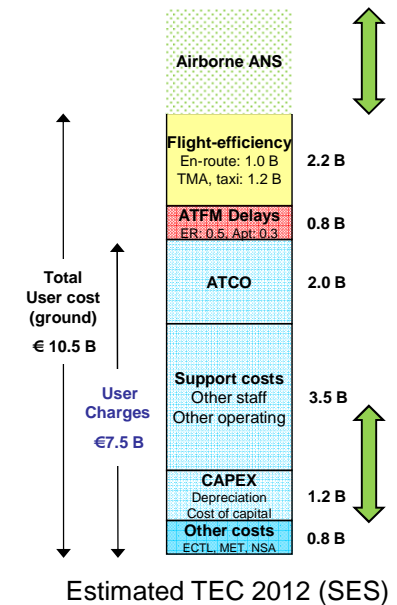 Airborne ANS
Flight-efficiency
En-route: 1.0 B
TMA, taxi: 1.2 B
2.2 B
ATFM Delays
ER: 0.5, Apt: 0.3
0.8 B
ATCO
2.0 B
Total
User cost
(ground)
€ 10.5 B
User
Charges
€7.5 B
Support costs
Other staff
Other operating
3.5 B
CAPEX
Depreciation
Cost of capital
1.2 B
Other costs
ECTL, MET, NSA
0.8 B
Estimated TEC 2012 (SES)